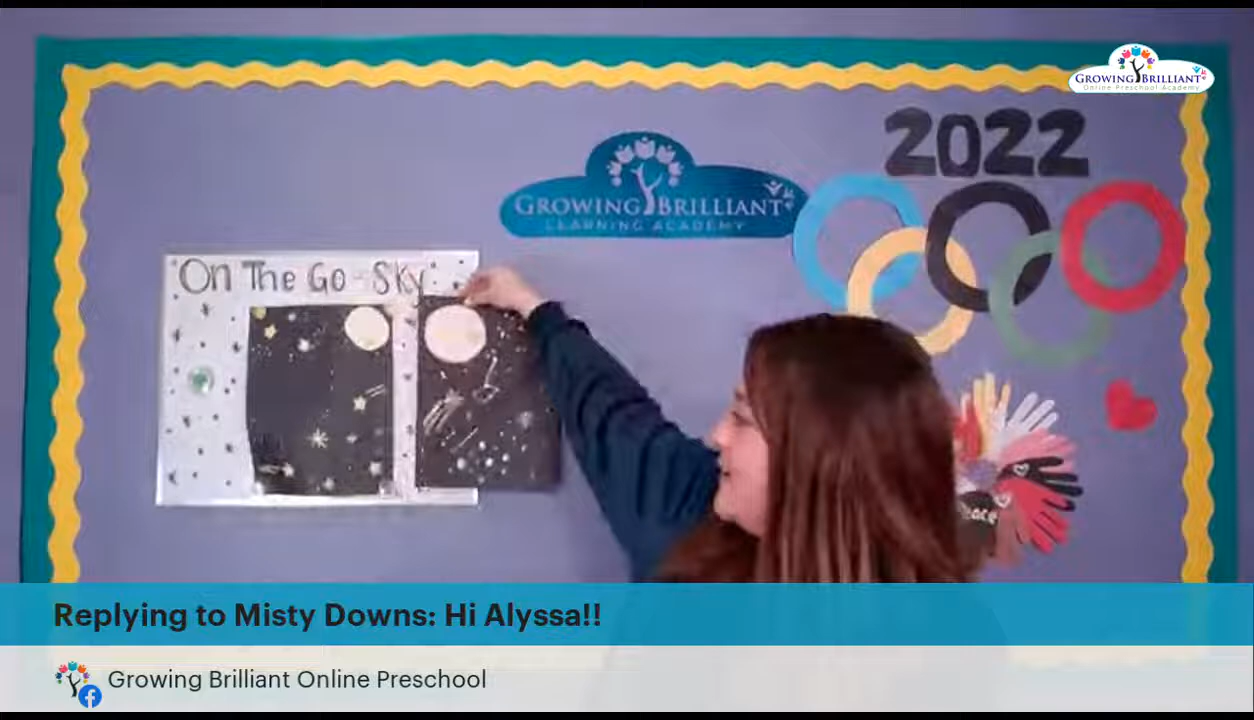 GROWING BRILLIANT
Online Preschool Academy
2022
GROWING BRILLIANT
LEARNING ACADEMY
On The Go - Sky
Peace
Replying to Misty Downs: Hi Alyssa!!
Growing Brilliant Online Preschool